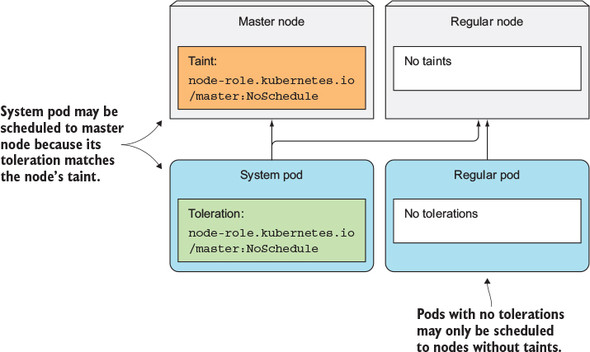 Master node
Regular node
Taint:
node-role.kubernetes.io
/master:NoSchedule
No taints
System pod may be
scheduled to master
node because its
toleration matches
the node's taint.
System pod
Regular pod
Toleration:
node-role.kubernetes.io
/master:NoSchedule
No tolerations
Pods with no tolerations
may only be scheduled
to nodes without taints.